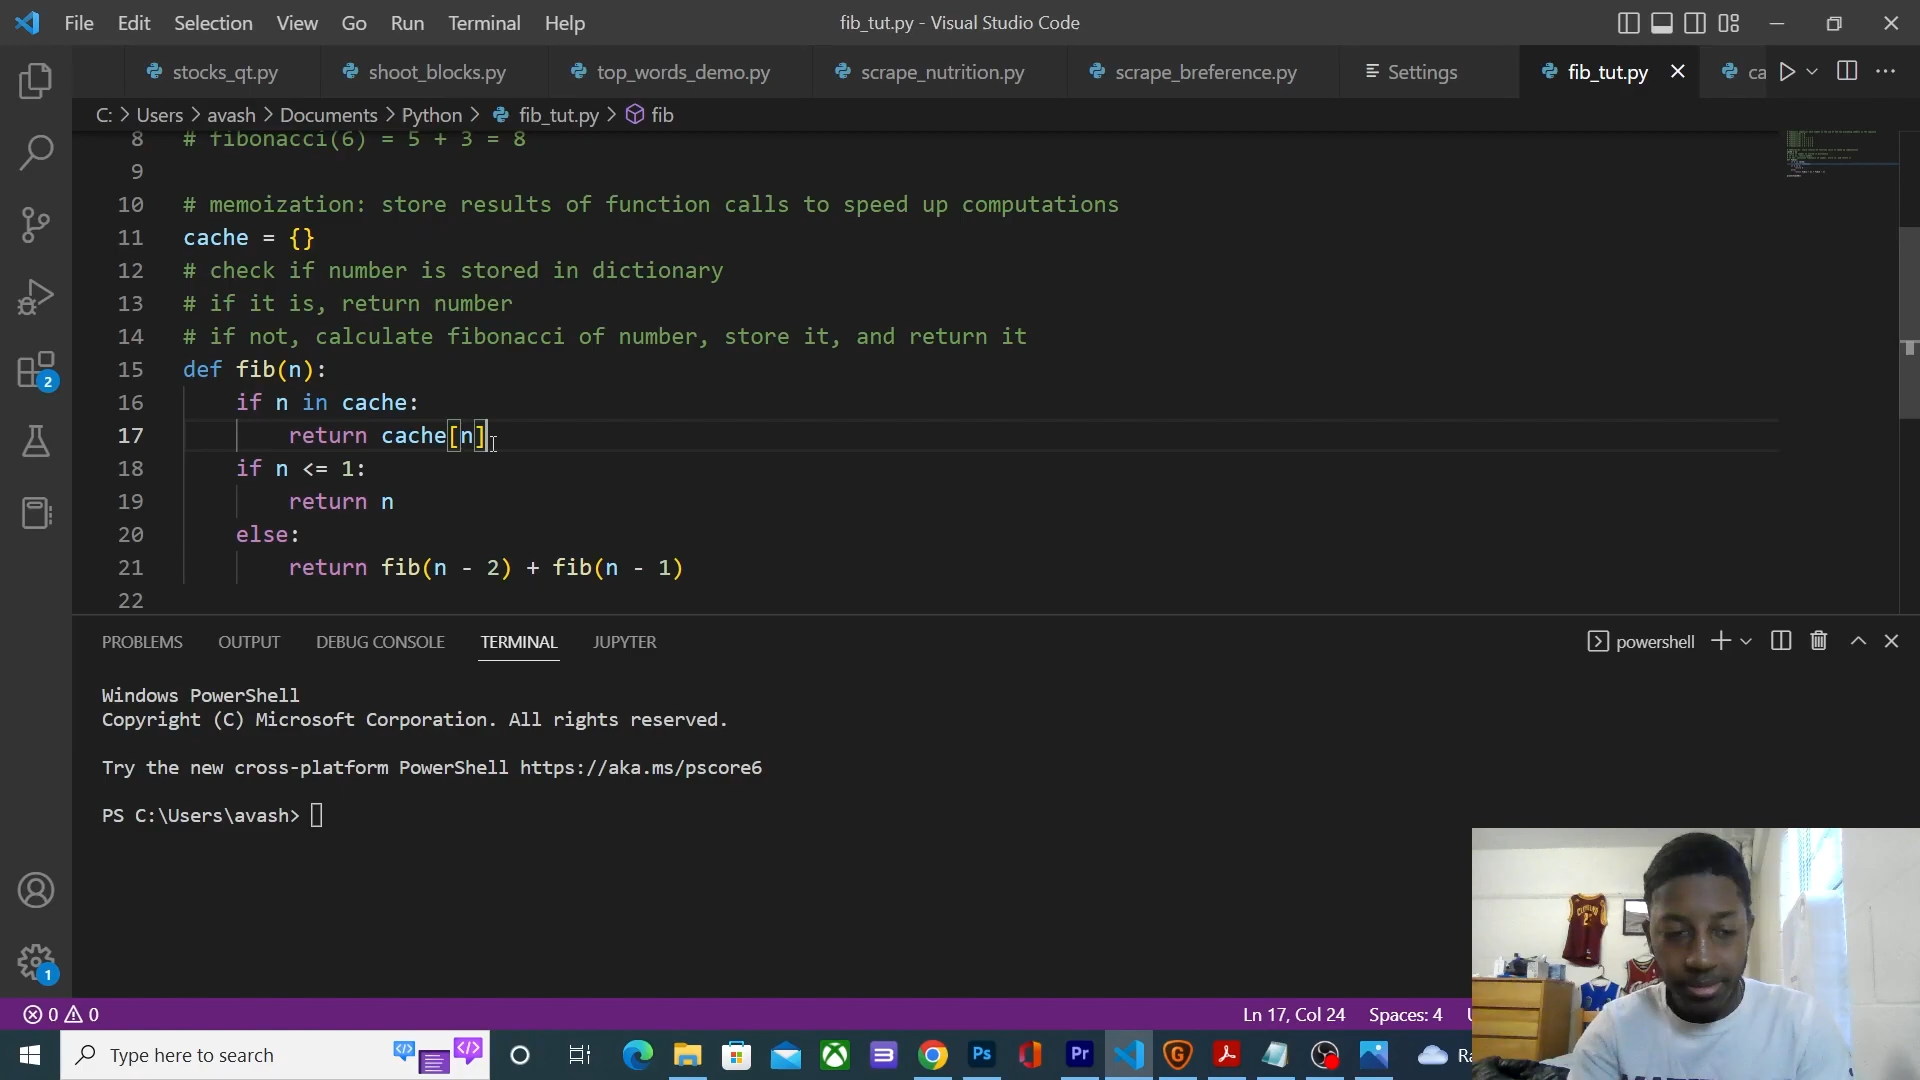 File Edit Selection View Go Run Terminal Help fib_tut.py - Visual Studio Code
stocks_qt.py shoot_blocks.py top_words_demo.py scrape_nutrition.py scrape_breference.py Settings fib_tut.py ca
C: > Users > avash > Documents > Python > fib_tut.py > fib
8 # fibonacci(6) = 5 + 3 = 8
9
10 # memoization: store results of function calls to speed up computations
11 cache = {}
12 # check if number is stored in dictionary
13 # if it is, return number
14 # if not, calculate fibonacci of number, store it, and return it
15 def fib(n):
16 if n in cache:
17 return cache[n]
18 if n <= 1:
19 return n
20 else:
21 return fib(n - 2) + fib(n - 1)
22
2
PROBLEMS OUTPUT DEBUG CONSOLE TERMINAL JUPYTER powershell
Windows PowerShell
Copyright (C) Microsoft Corporation. All rights reserved.
Try the new cross-platform PowerShell https://aka.ms/pscore6
PS C:\Users\avash>
1
0 0 Ln 17, Col 24 Spaces: 4
Type here to search Ps Pr